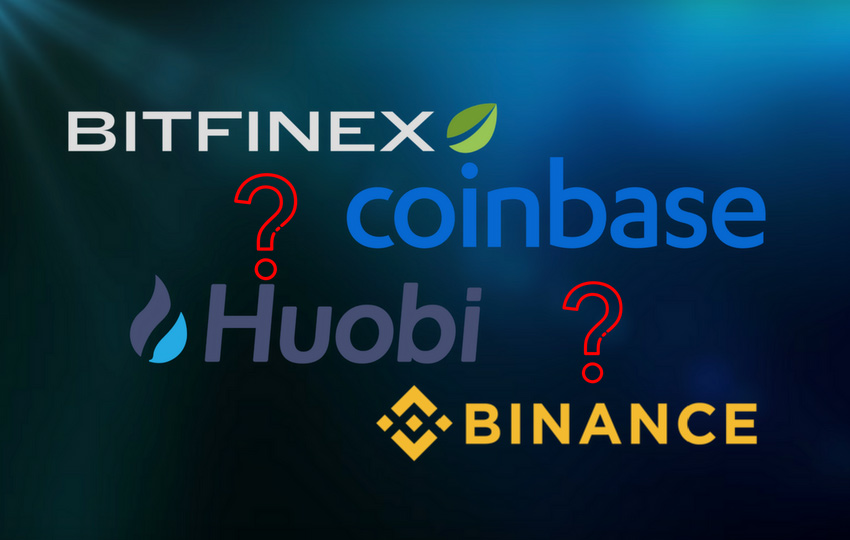 BITFINEX
coinbase
?
Huobi
?
BINANCE